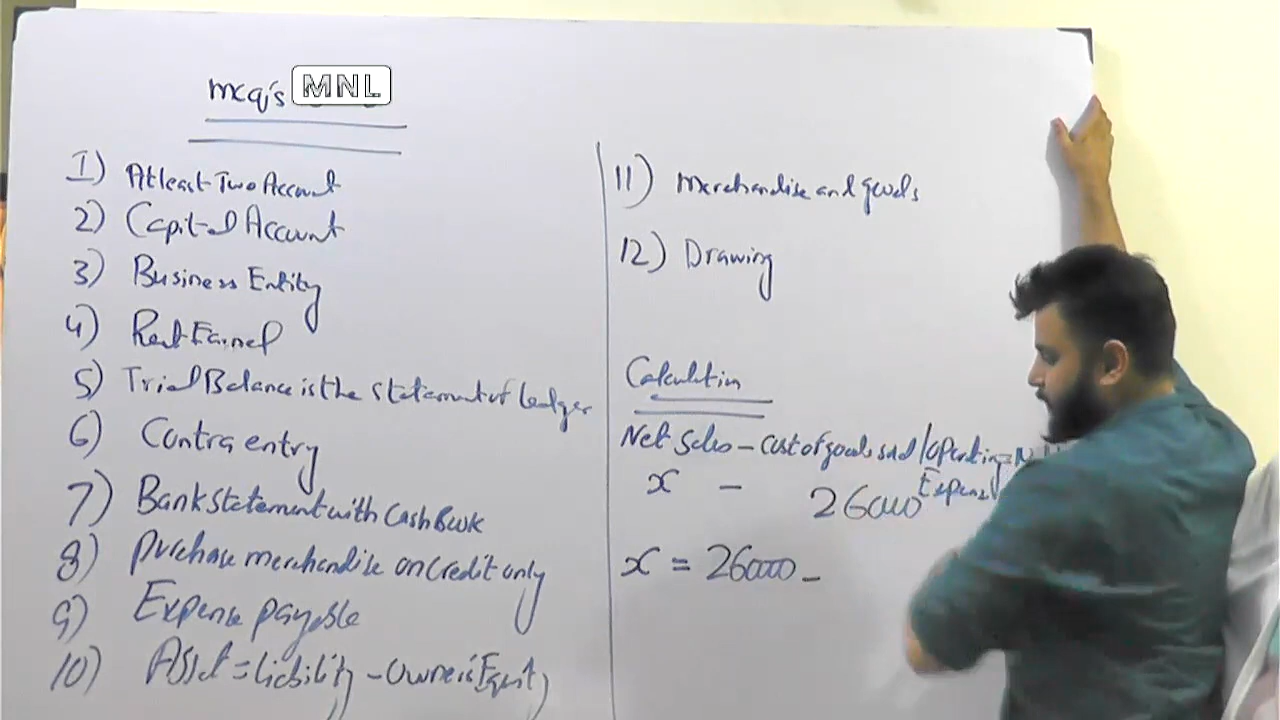 mcq's MNL
1) Atleast Two Account
2) Capital Account
3) Business Entity
4) Rent Earned
5) Trial Balance is the statement of ledger
6) Contra entry
7) Bank statement with Cash Book
8) purchase merchandise on credit only
9) Expense payable
10) Asset = liability - owner's Equity
11) Merchandise and goods
12) Drawing
Calculation
Net sales - cost of goods sold / operating = N
Expense
x - 26000
x = 26000 -